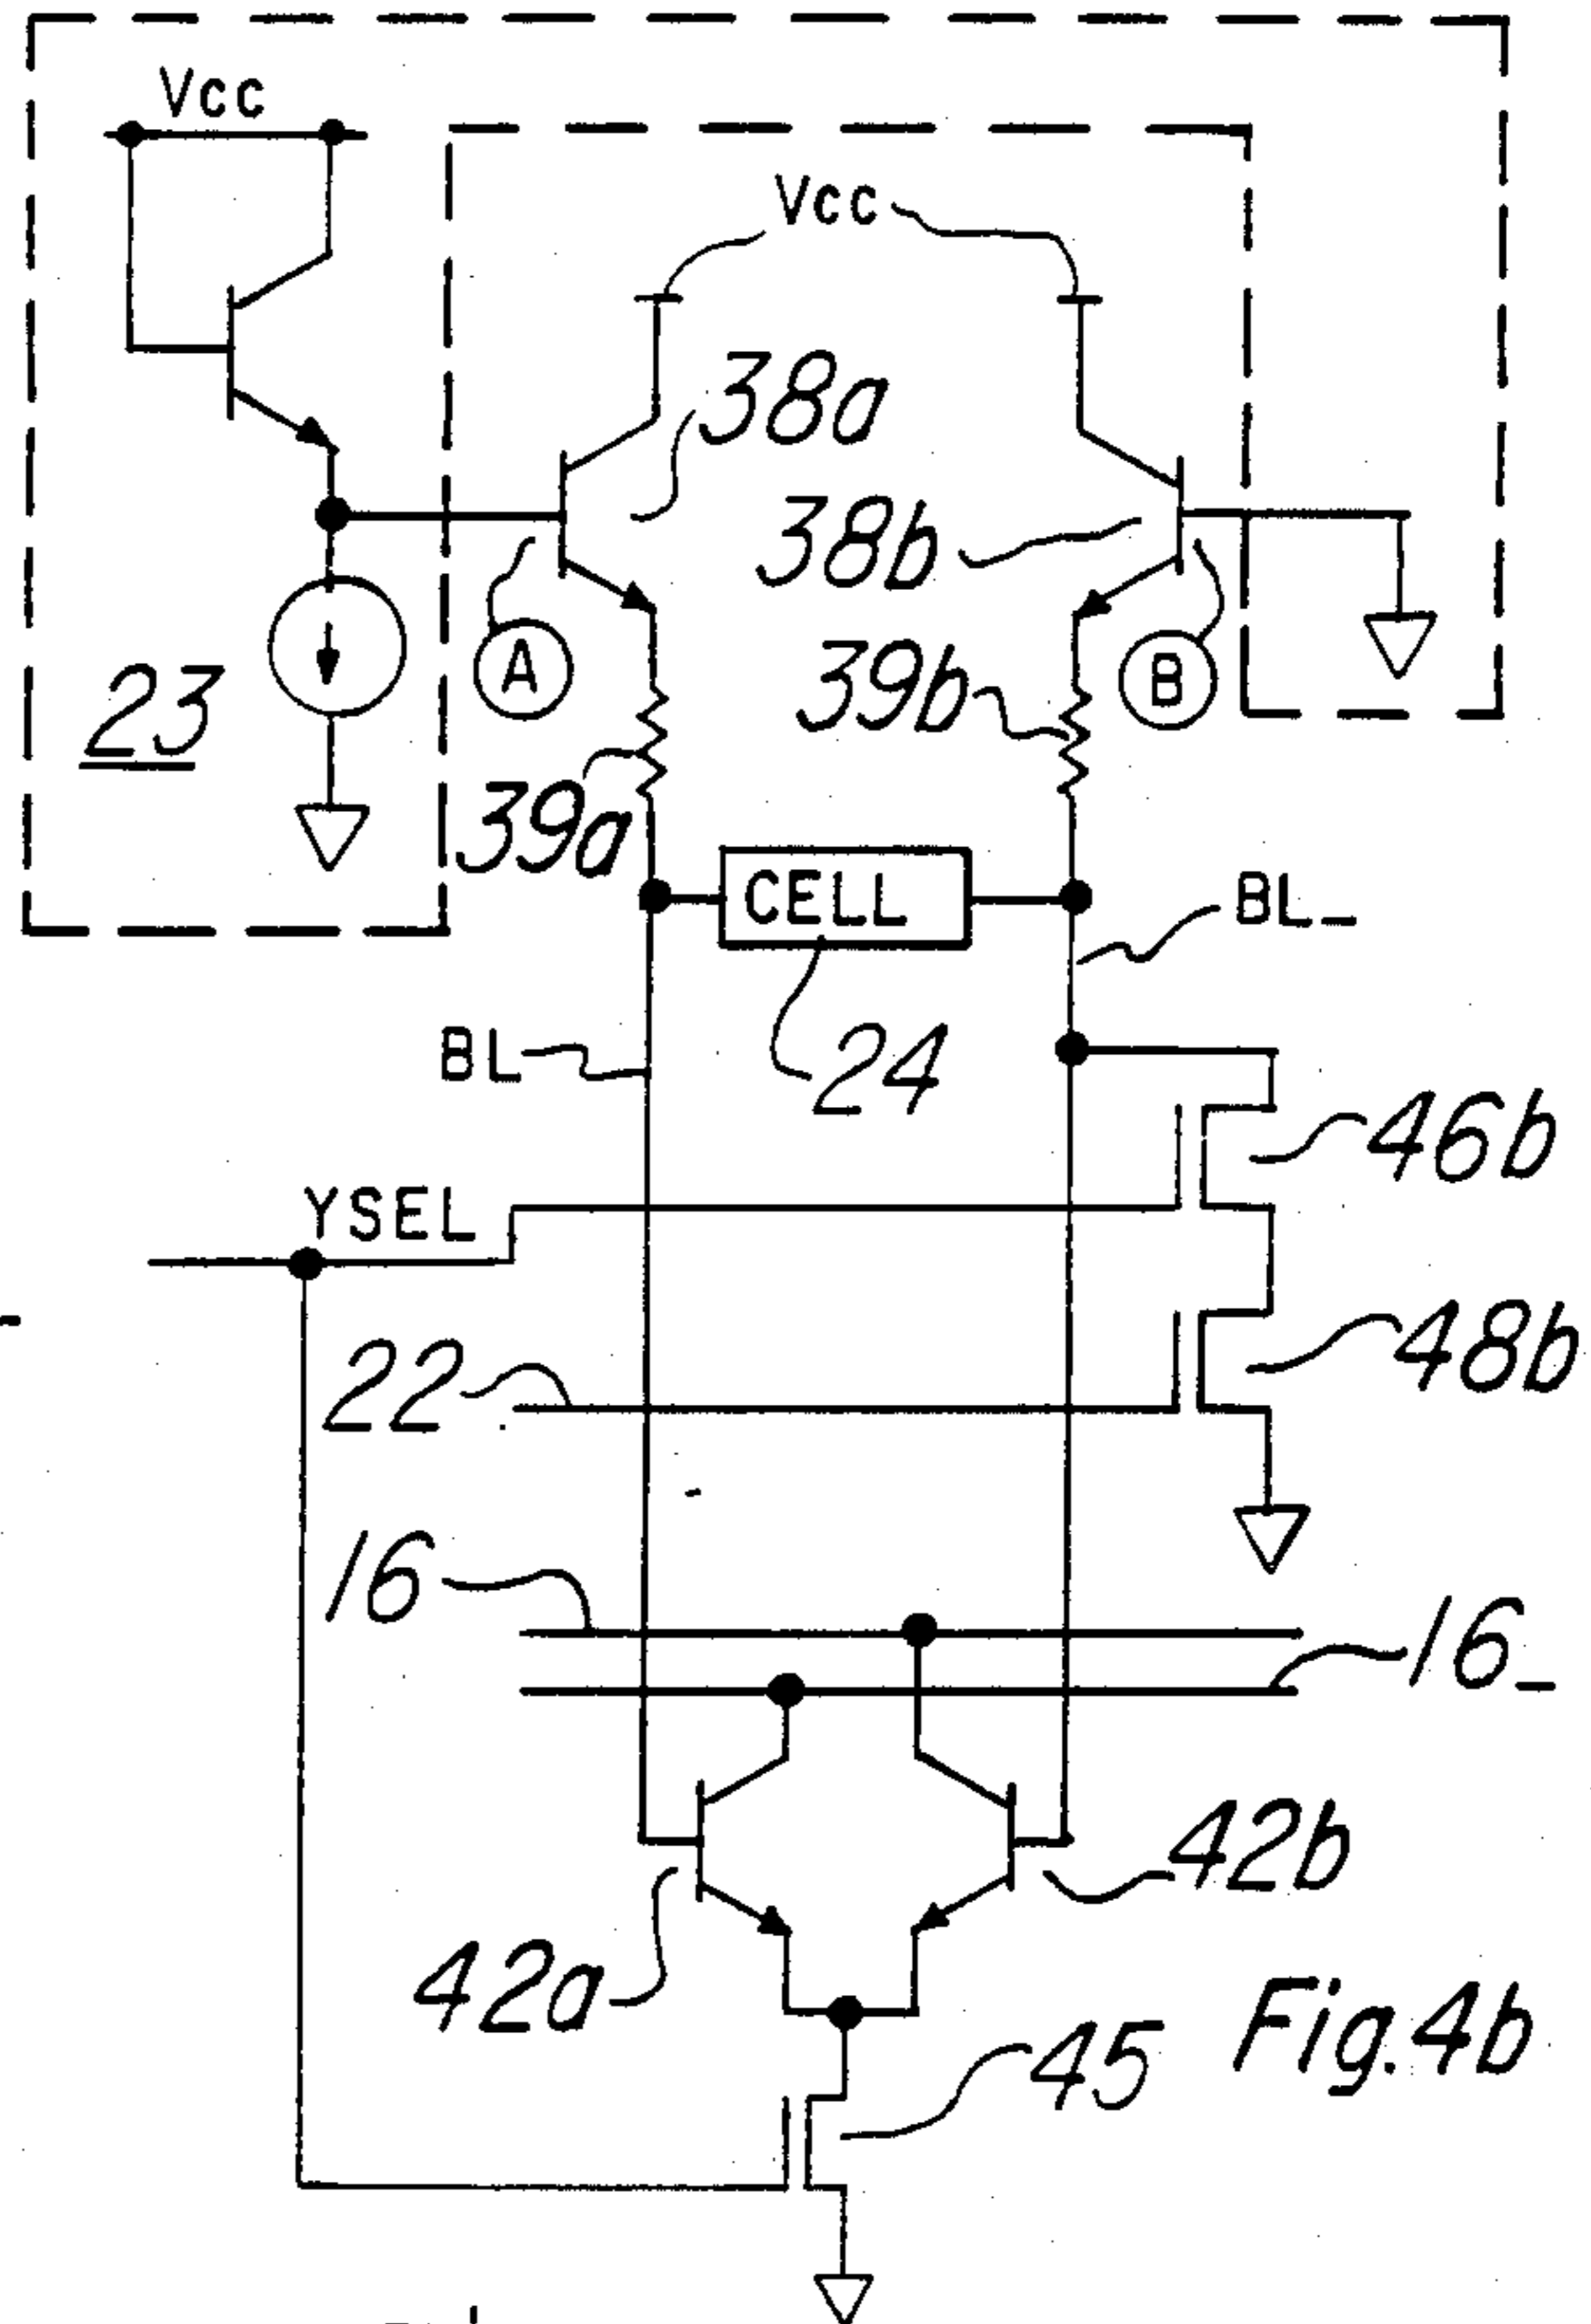 Vcc
Vcc
38a
38b
A
B
23
39b
39a
CELL
BL_
BL
24
46b
YSEL
48b
22
16
16_
42b
42a
45
Fig.4b